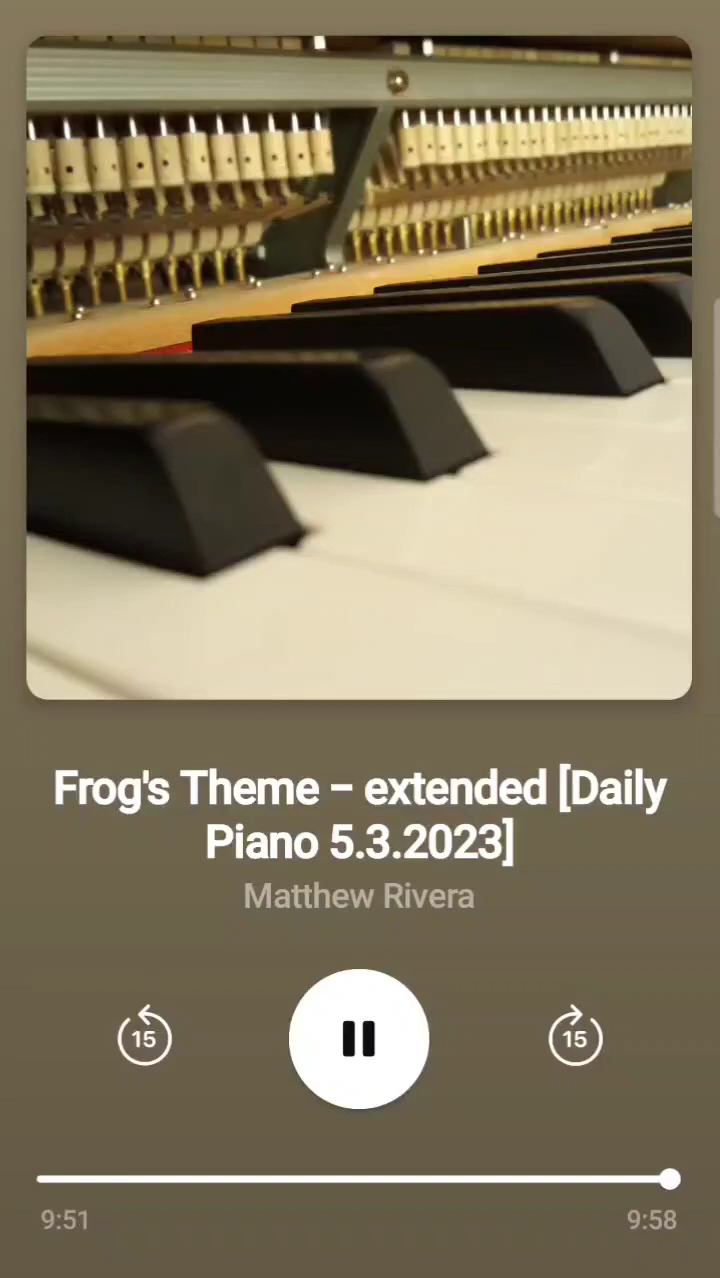 Frog's Theme – extended [Daily
Piano 5.3.2023]
Matthew Rivera
15
15
9:51
9:58